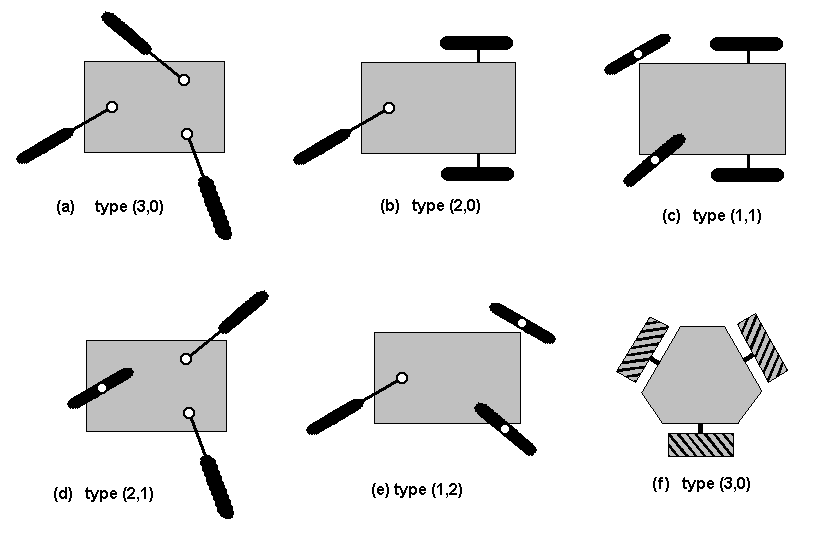 (a) type (3,0)
(b) type (2,0)
(c) type (1,1)
(d) type (2,1)
(e) type (1,2)
(f) type (3,0)